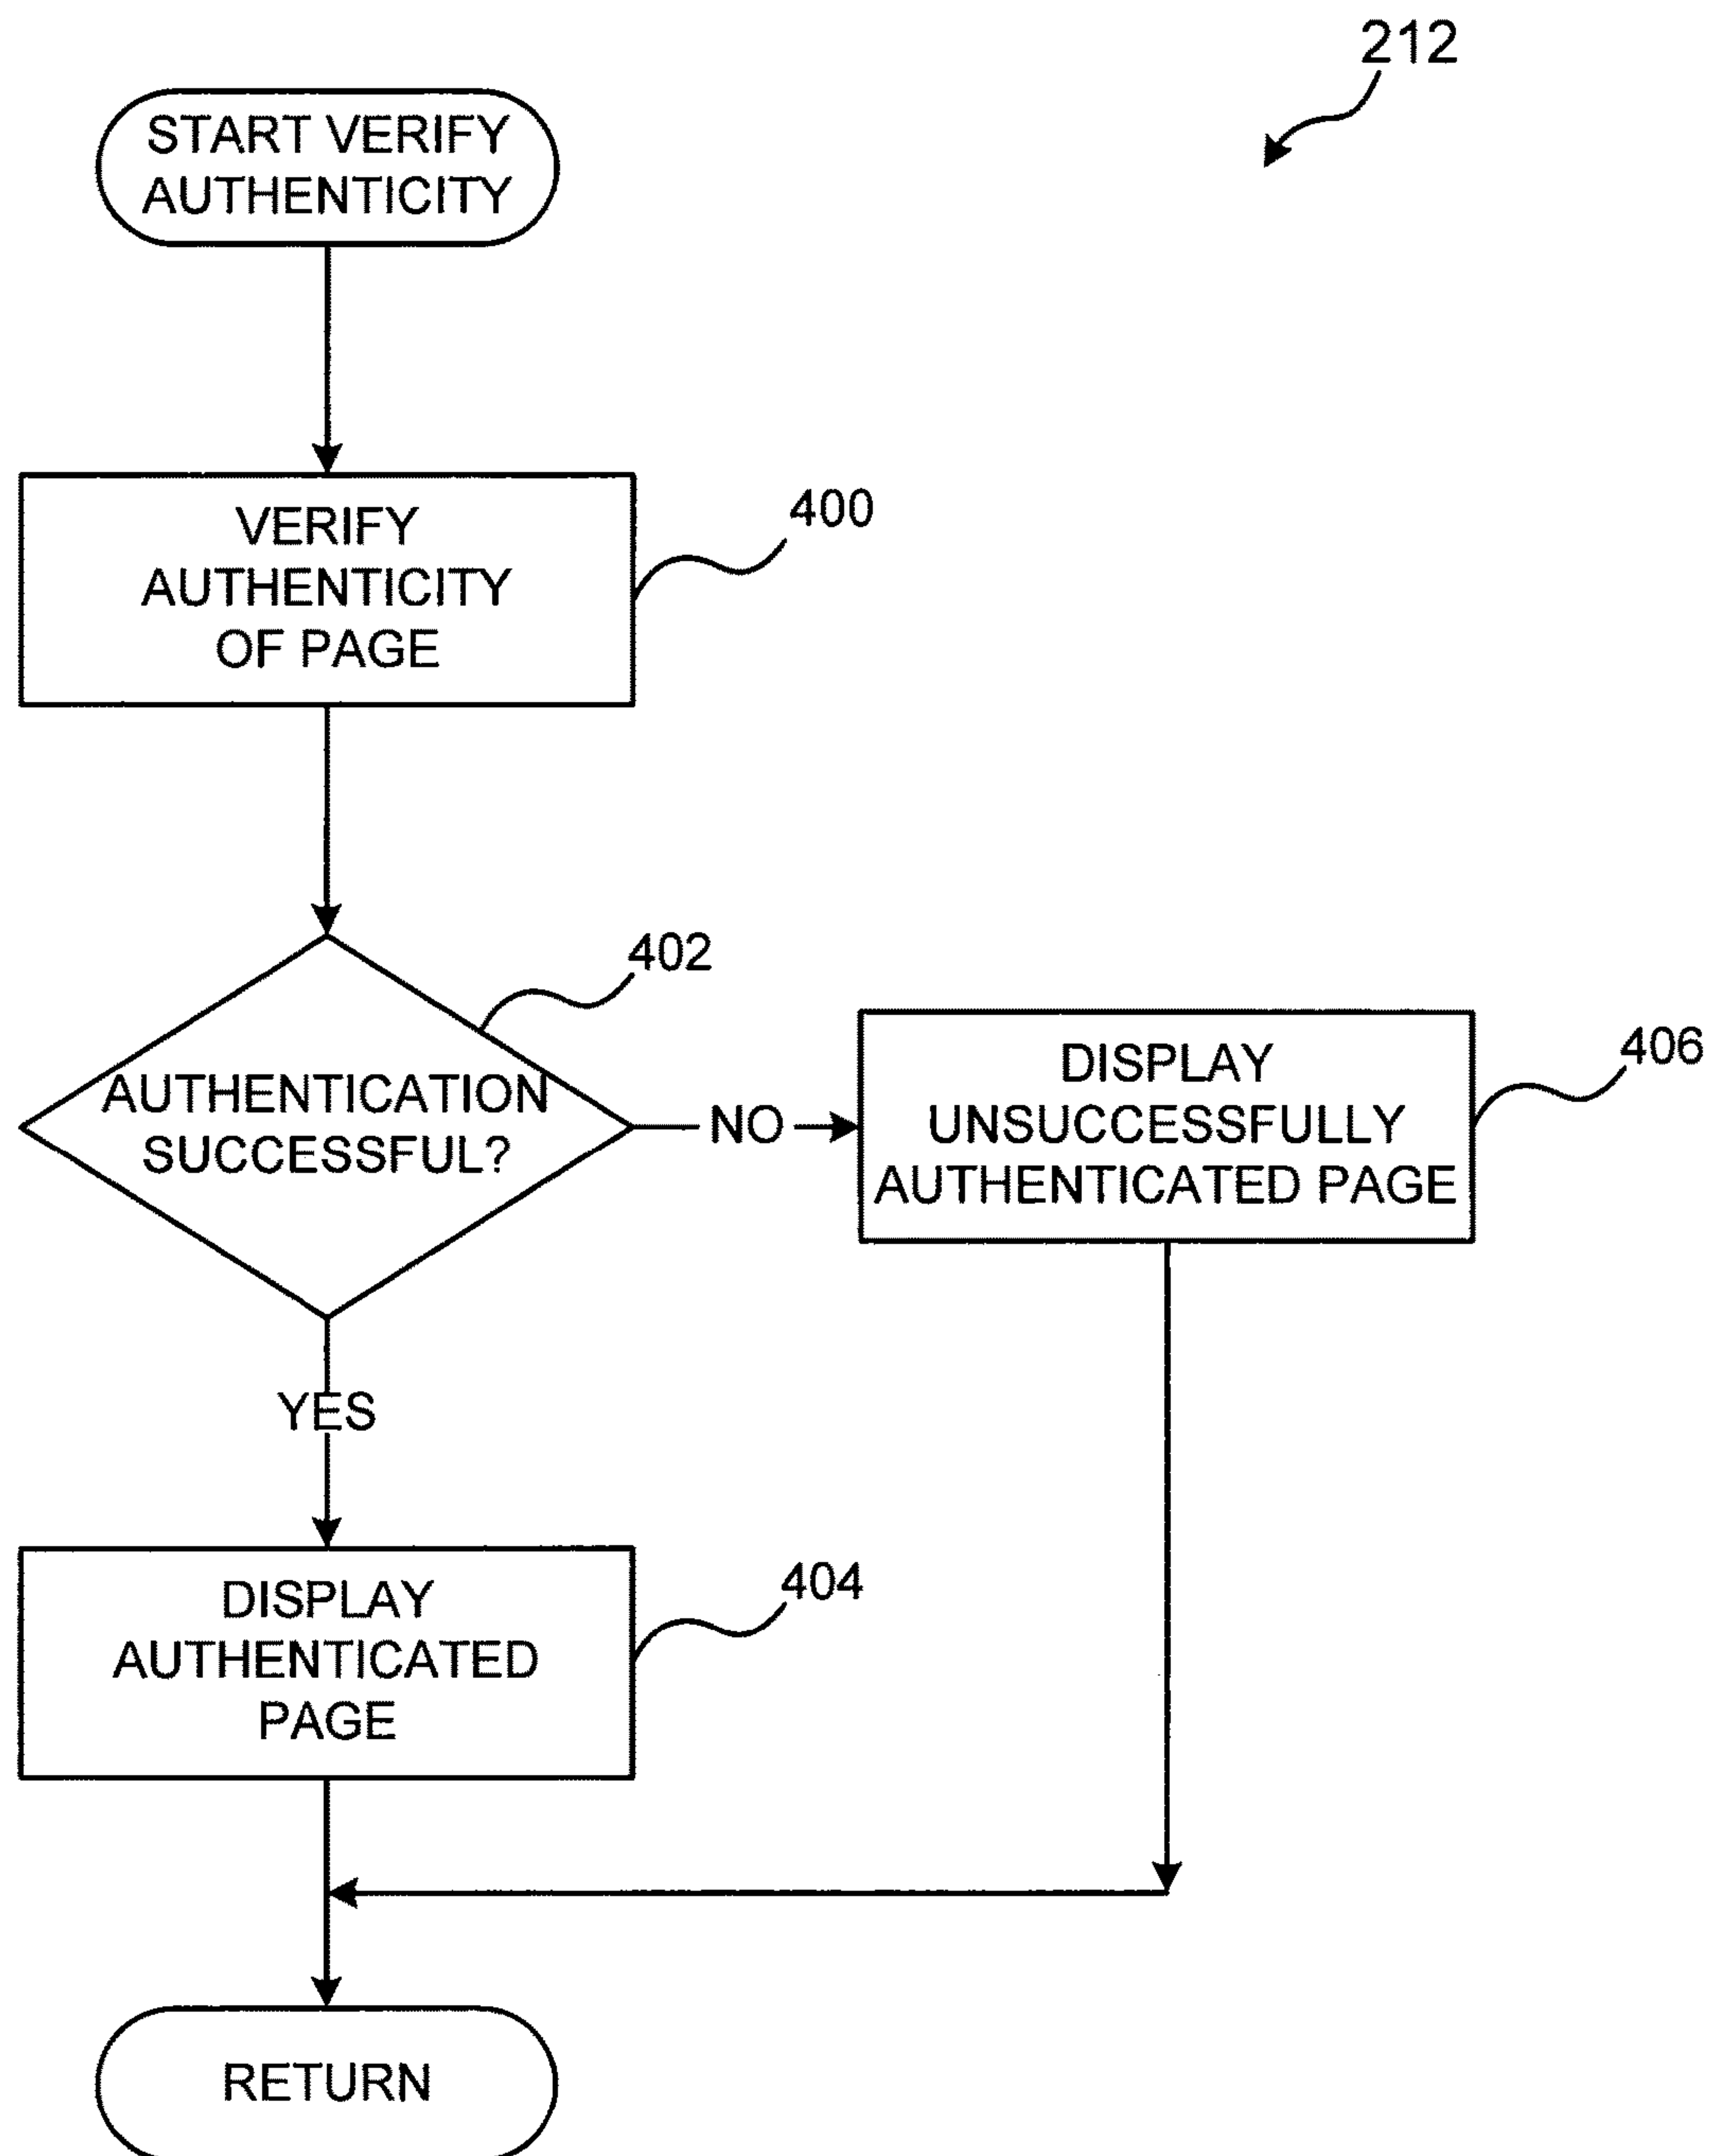 212
START VERIFY
AUTHENTICITY
VERIFY
AUTHENTICITY
OF PAGE
400
402
AUTHENTICATION
SUCCESSFUL?
NO
DISPLAY
UNSUCCESSFULLY
AUTHENTICATED PAGE
406
YES
DISPLAY
AUTHENTICATED
PAGE
404
RETURN